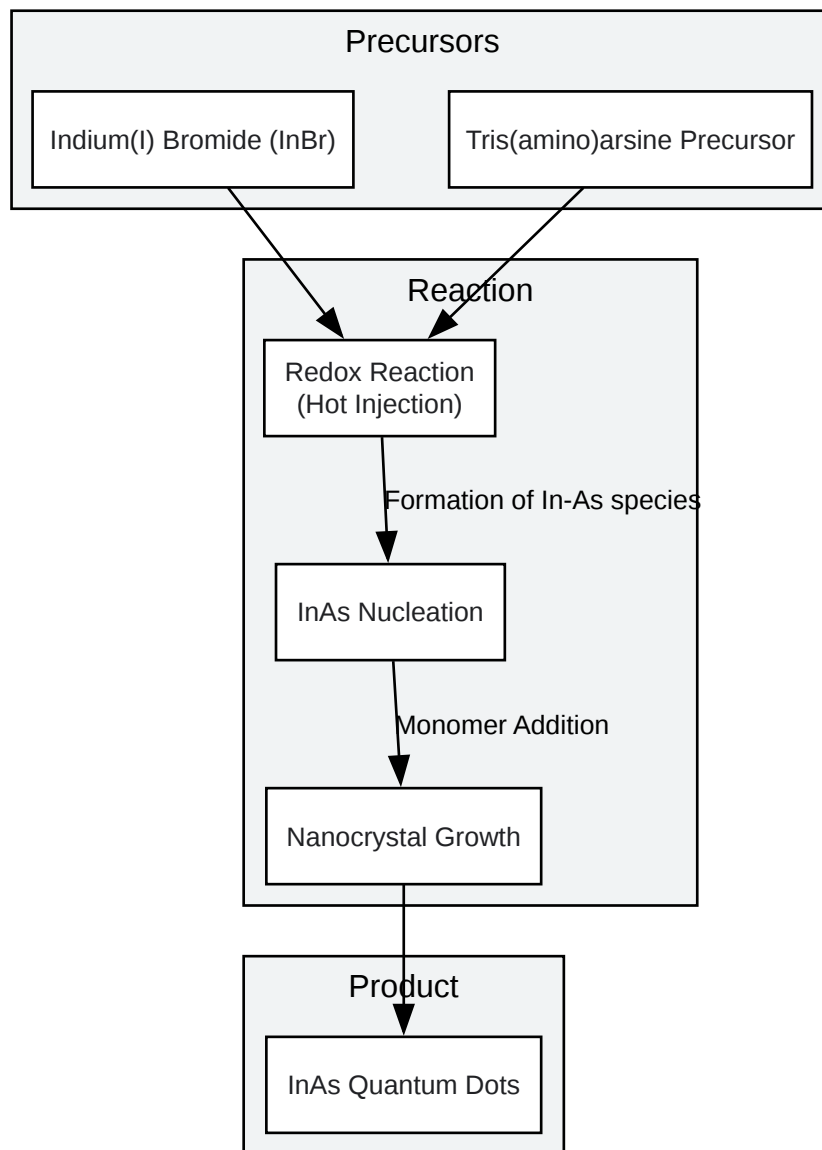 Precursors
Indium(I) Bromide (InBr)
Tris(amino)arsine Precursor
Reaction
Redox Reaction
(Hot Injection)
Formation of In-As species
InAs Nucleation
Monomer Addition
Nanocrystal Growth
Product
InAs Quantum Dots